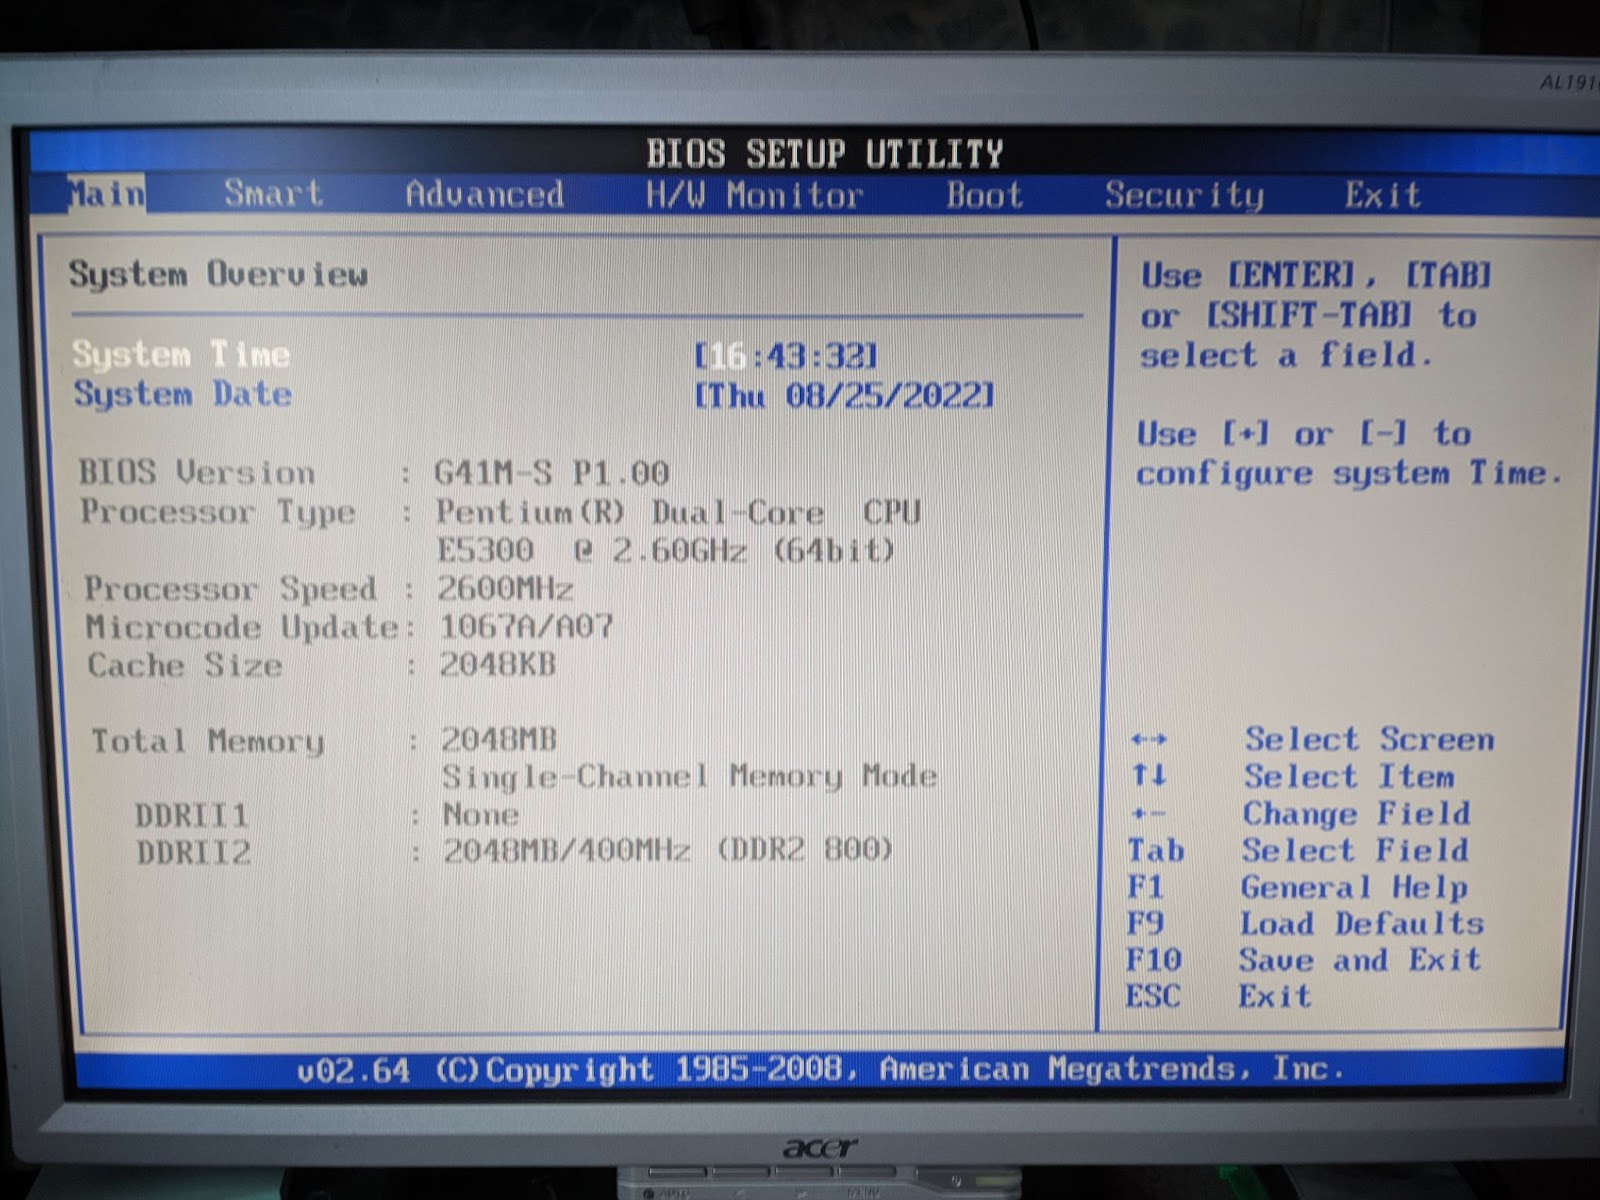 AL191
BIOS SETUP UTILITY
Main Smart Advanced H/W Monitor Boot Security Exit
System Overview
System Time [16:43:32]
System Date [Thu 08/25/2022]
BIOS Version : G41M-S P1.00
Processor Type : Pentium(R) Dual-Core CPU
E5300 @ 2.60GHz (64bit)
Processor Speed : 2600MHz
Microcode Update: 1067A/A07
Cache Size : 2048KB
Total Memory : 2048MB
Single-Channel Memory Mode
DDRII1 : None
DDRII2 : 2048MB/400MHz (DDR2 800)
Use [ENTER], [TAB]
or [SHIFT-TAB] to
select a field.
Use [+] or [-] to
configure system Time.
←→ Select Screen
↑↓ Select Item
+- Change Field
Tab Select Field
F1 General Help
F9 Load Defaults
F10 Save and Exit
ESC Exit
v02.64 (C)Copyright 1985-2008, American Megatrends, Inc.
acer